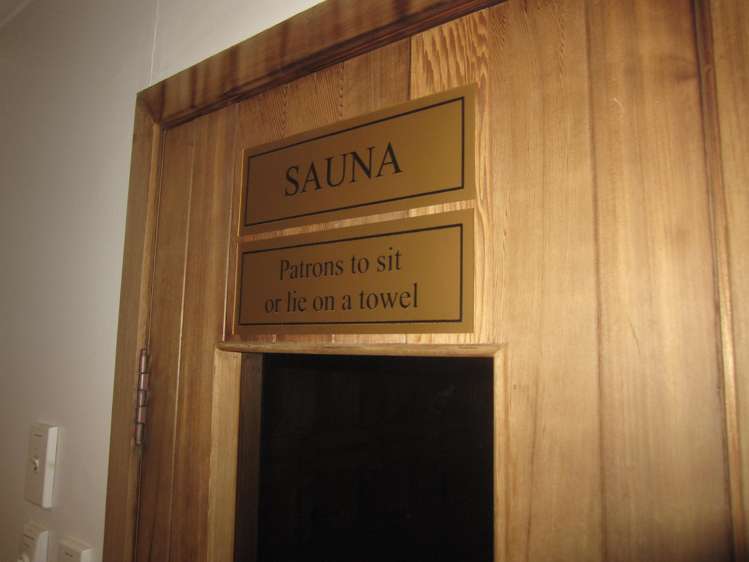 SAUNA
Patrons to sit
or lie on a towel